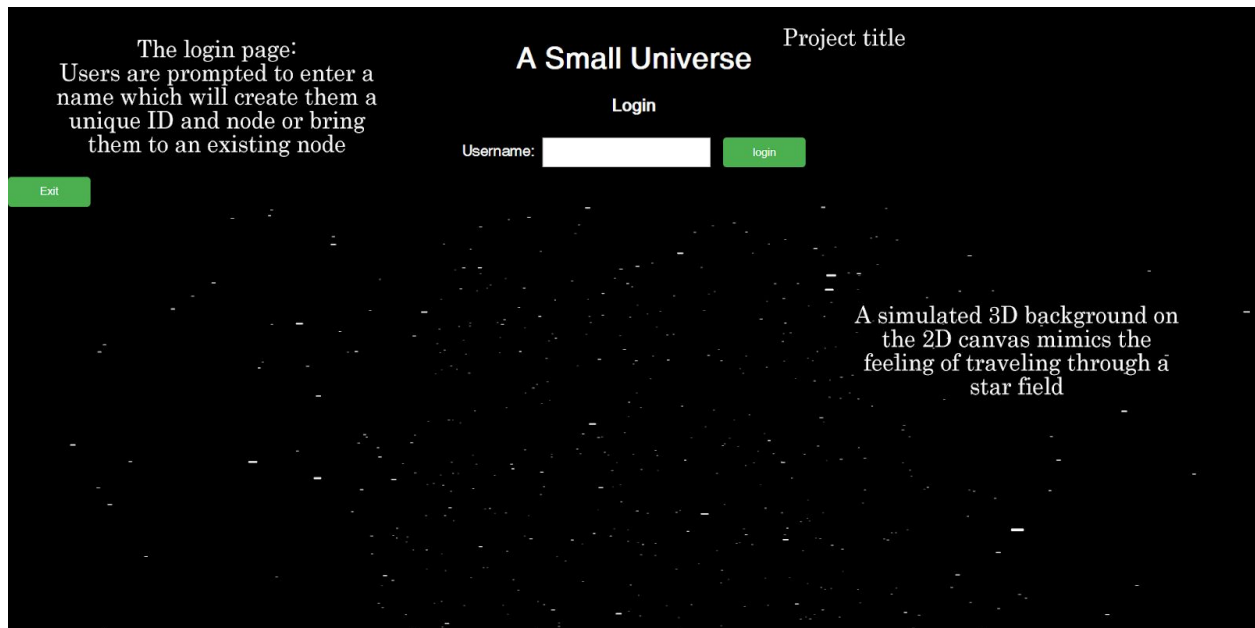 The login page:
Users are prompted to enter a
name which will create them a
unique ID and node or bring
them to an existing node
A Small Universe
Project title
Login
Username:
login
Exit
A simulated 3D background on
the 2D canvas mimics the
feeling of traveling through a
star field